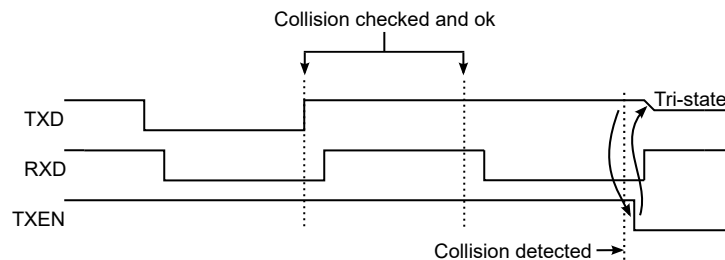 Collision checked and ok
Tri-state
TXD
RXD
TXEN
Collision detected